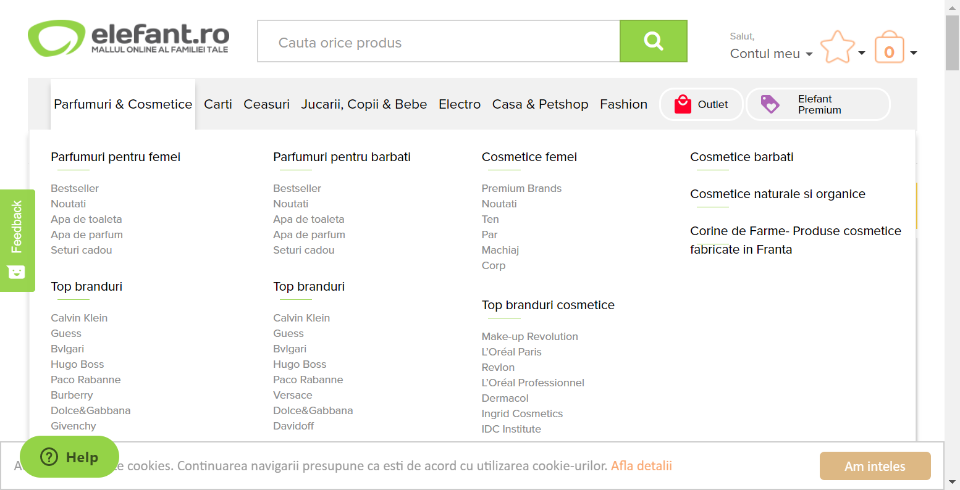 elefant.ro
MALLUL ONLINE AL FAMILIEI TALE
Cauta orice produs
Salut,
Contul meu
0
Parfumuri & Cosmetice
Carti
Ceasuri
Jucarii, Copii & Bebe
Electro
Casa & Petshop
Fashion
Outlet
Elefant
Premium
Parfumuri pentru femei
Bestseller
Noutati
Apa de toaleta
Apa de parfum
Seturi cadou
Top branduri
Calvin Klein
Guess
Bvlgari
Hugo Boss
Paco Rabanne
Burberry
Dolce&Gabbana
Givenchy
Parfumuri pentru barbati
Bestseller
Noutati
Apa de toaleta
Apa de parfum
Seturi cadou
Top branduri
Calvin Klein
Guess
Bvlgari
Hugo Boss
Paco Rabanne
Versace
Dolce&Gabbana
Davidoff
Cosmetice femei
Premium Brands
Noutati
Ten
Par
Machiaj
Corp
Top branduri cosmetice
Make-up Revolution
L'Oréal Paris
Revlon
L'Oréal Professionnel
Dermacol
Ingrid Cosmetics
IDC Institute
Cosmetice barbati
Cosmetice naturale si organice
Corine de Farme- Produse cosmetice
fabricate in Franta
Feedback
Help
cookies. Continuarea navigarii presupune ca esti de acord cu utilizarea cookie-urilor. Afla detalii
Am inteles